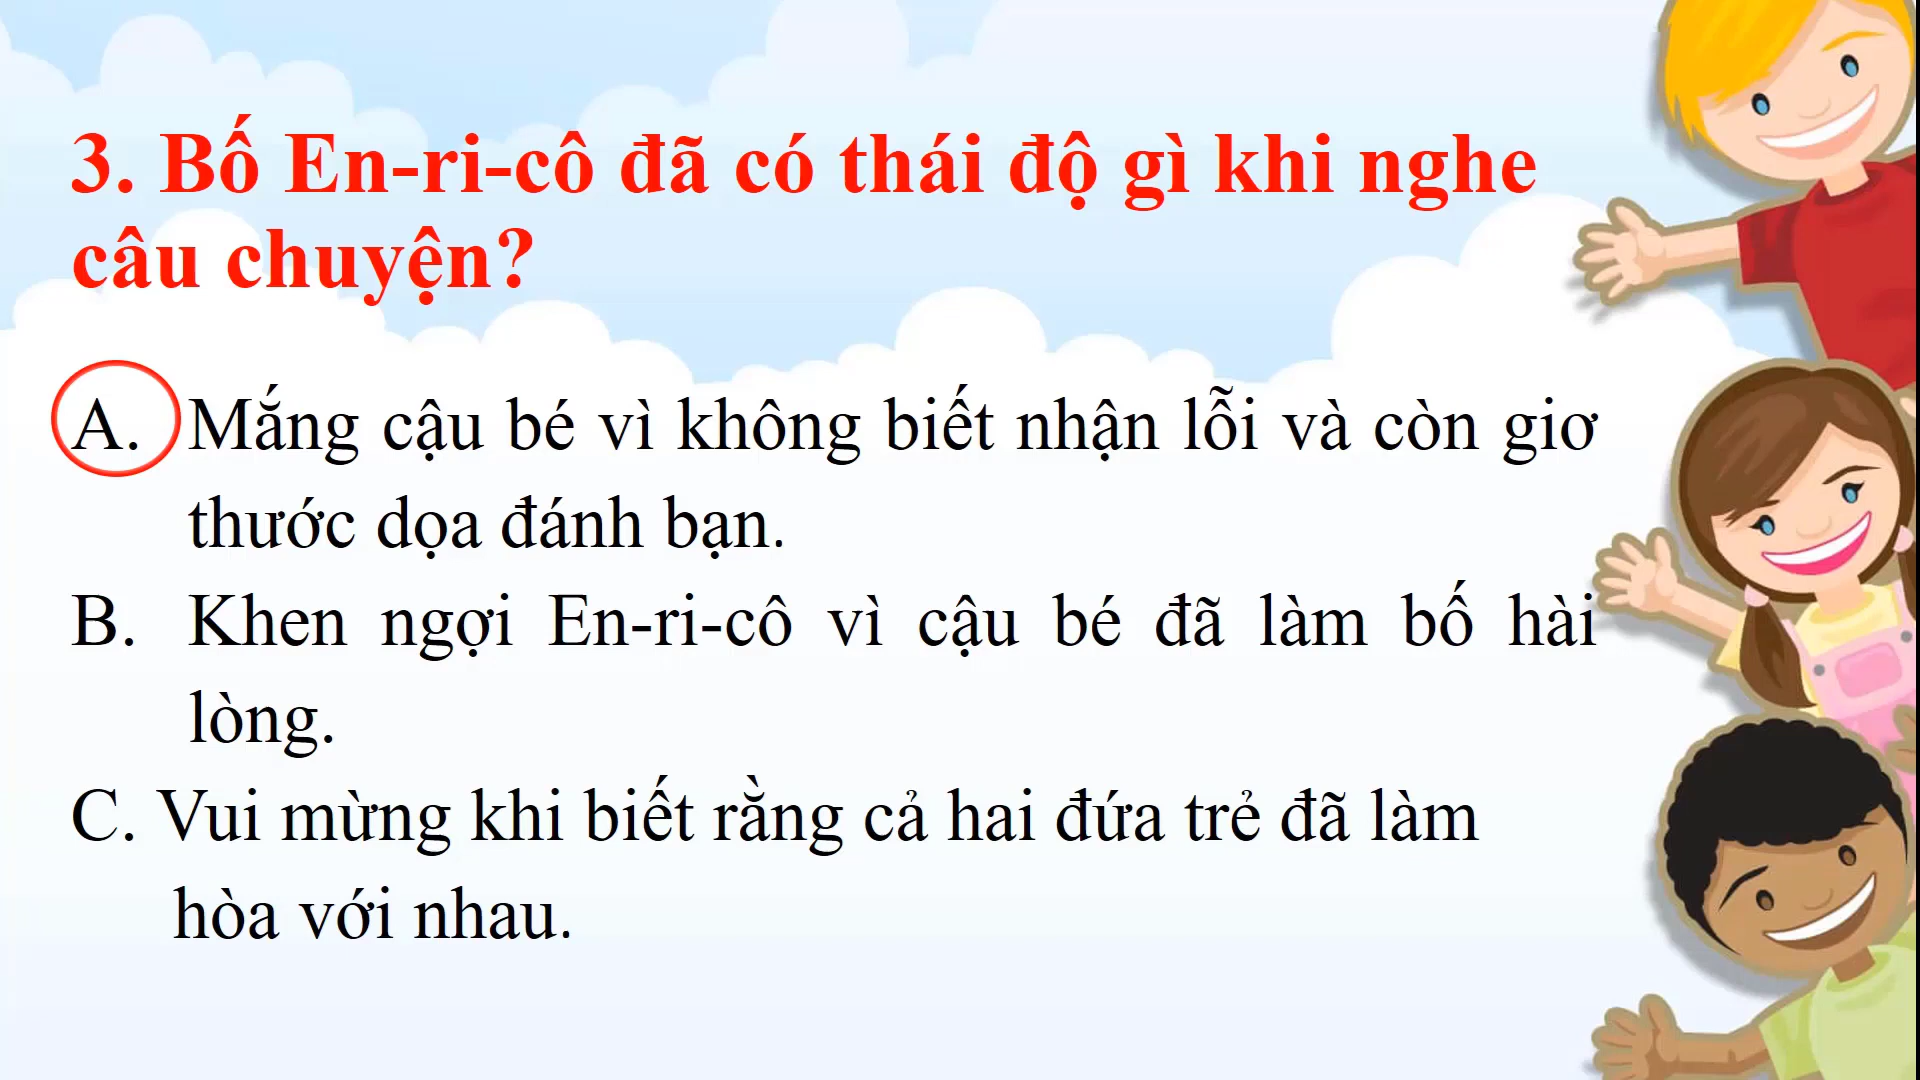 3. Bố En-ri-cô đã có thái độ gì khi nghe
câu chuyện?
A. Mắng cậu bé vì không biết nhận lỗi và còn giơ
thước dọa đánh bạn.
B. Khen ngợi En-ri-cô vì cậu bé đã làm bố hài
lòng.
C. Vui mừng khi biết rằng cả hai đứa trẻ đã làm
hòa với nhau.